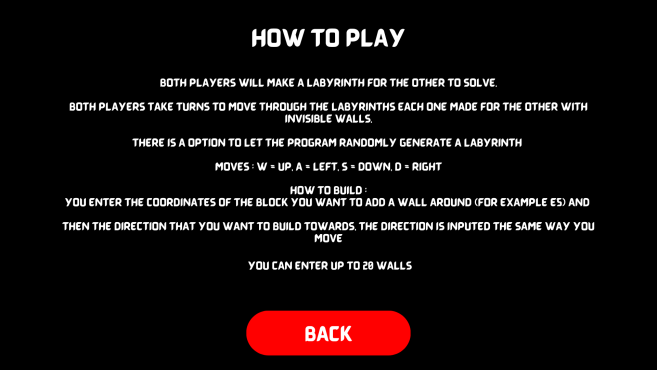 HOW TO PLAY
BOTH PLAYERS WILL MAKE A LABYRINTH FOR THE OTHER TO SOLVE.
BOTH PLAYERS TAKE TURNS TO MOVE THROUGH THE LABYRINTHS EACH ONE MADE FOR THE OTHER WITH
INVISIBLE WALLS.
THERE IS A OPTION TO LET THE PROGRAM RANDOMLY GENERATE A LABYRINTH
MOVES : W = UP, A = LEFT, S = DOWN, D = RIGHT
HOW TO BUILD :
YOU ENTER THE COORDINATES OF THE BLOCK YOU WANT TO ADD A WALL AROUND (FOR EXAMPLE E5) AND
THEN THE DIRECTION THAT YOU WANT TO BUILD TOWARDS, THE DIRECTION IS INPUTED THE SAME WAY YOU
MOVE
YOU CAN ENTER UP TO 20 WALLS
BACK